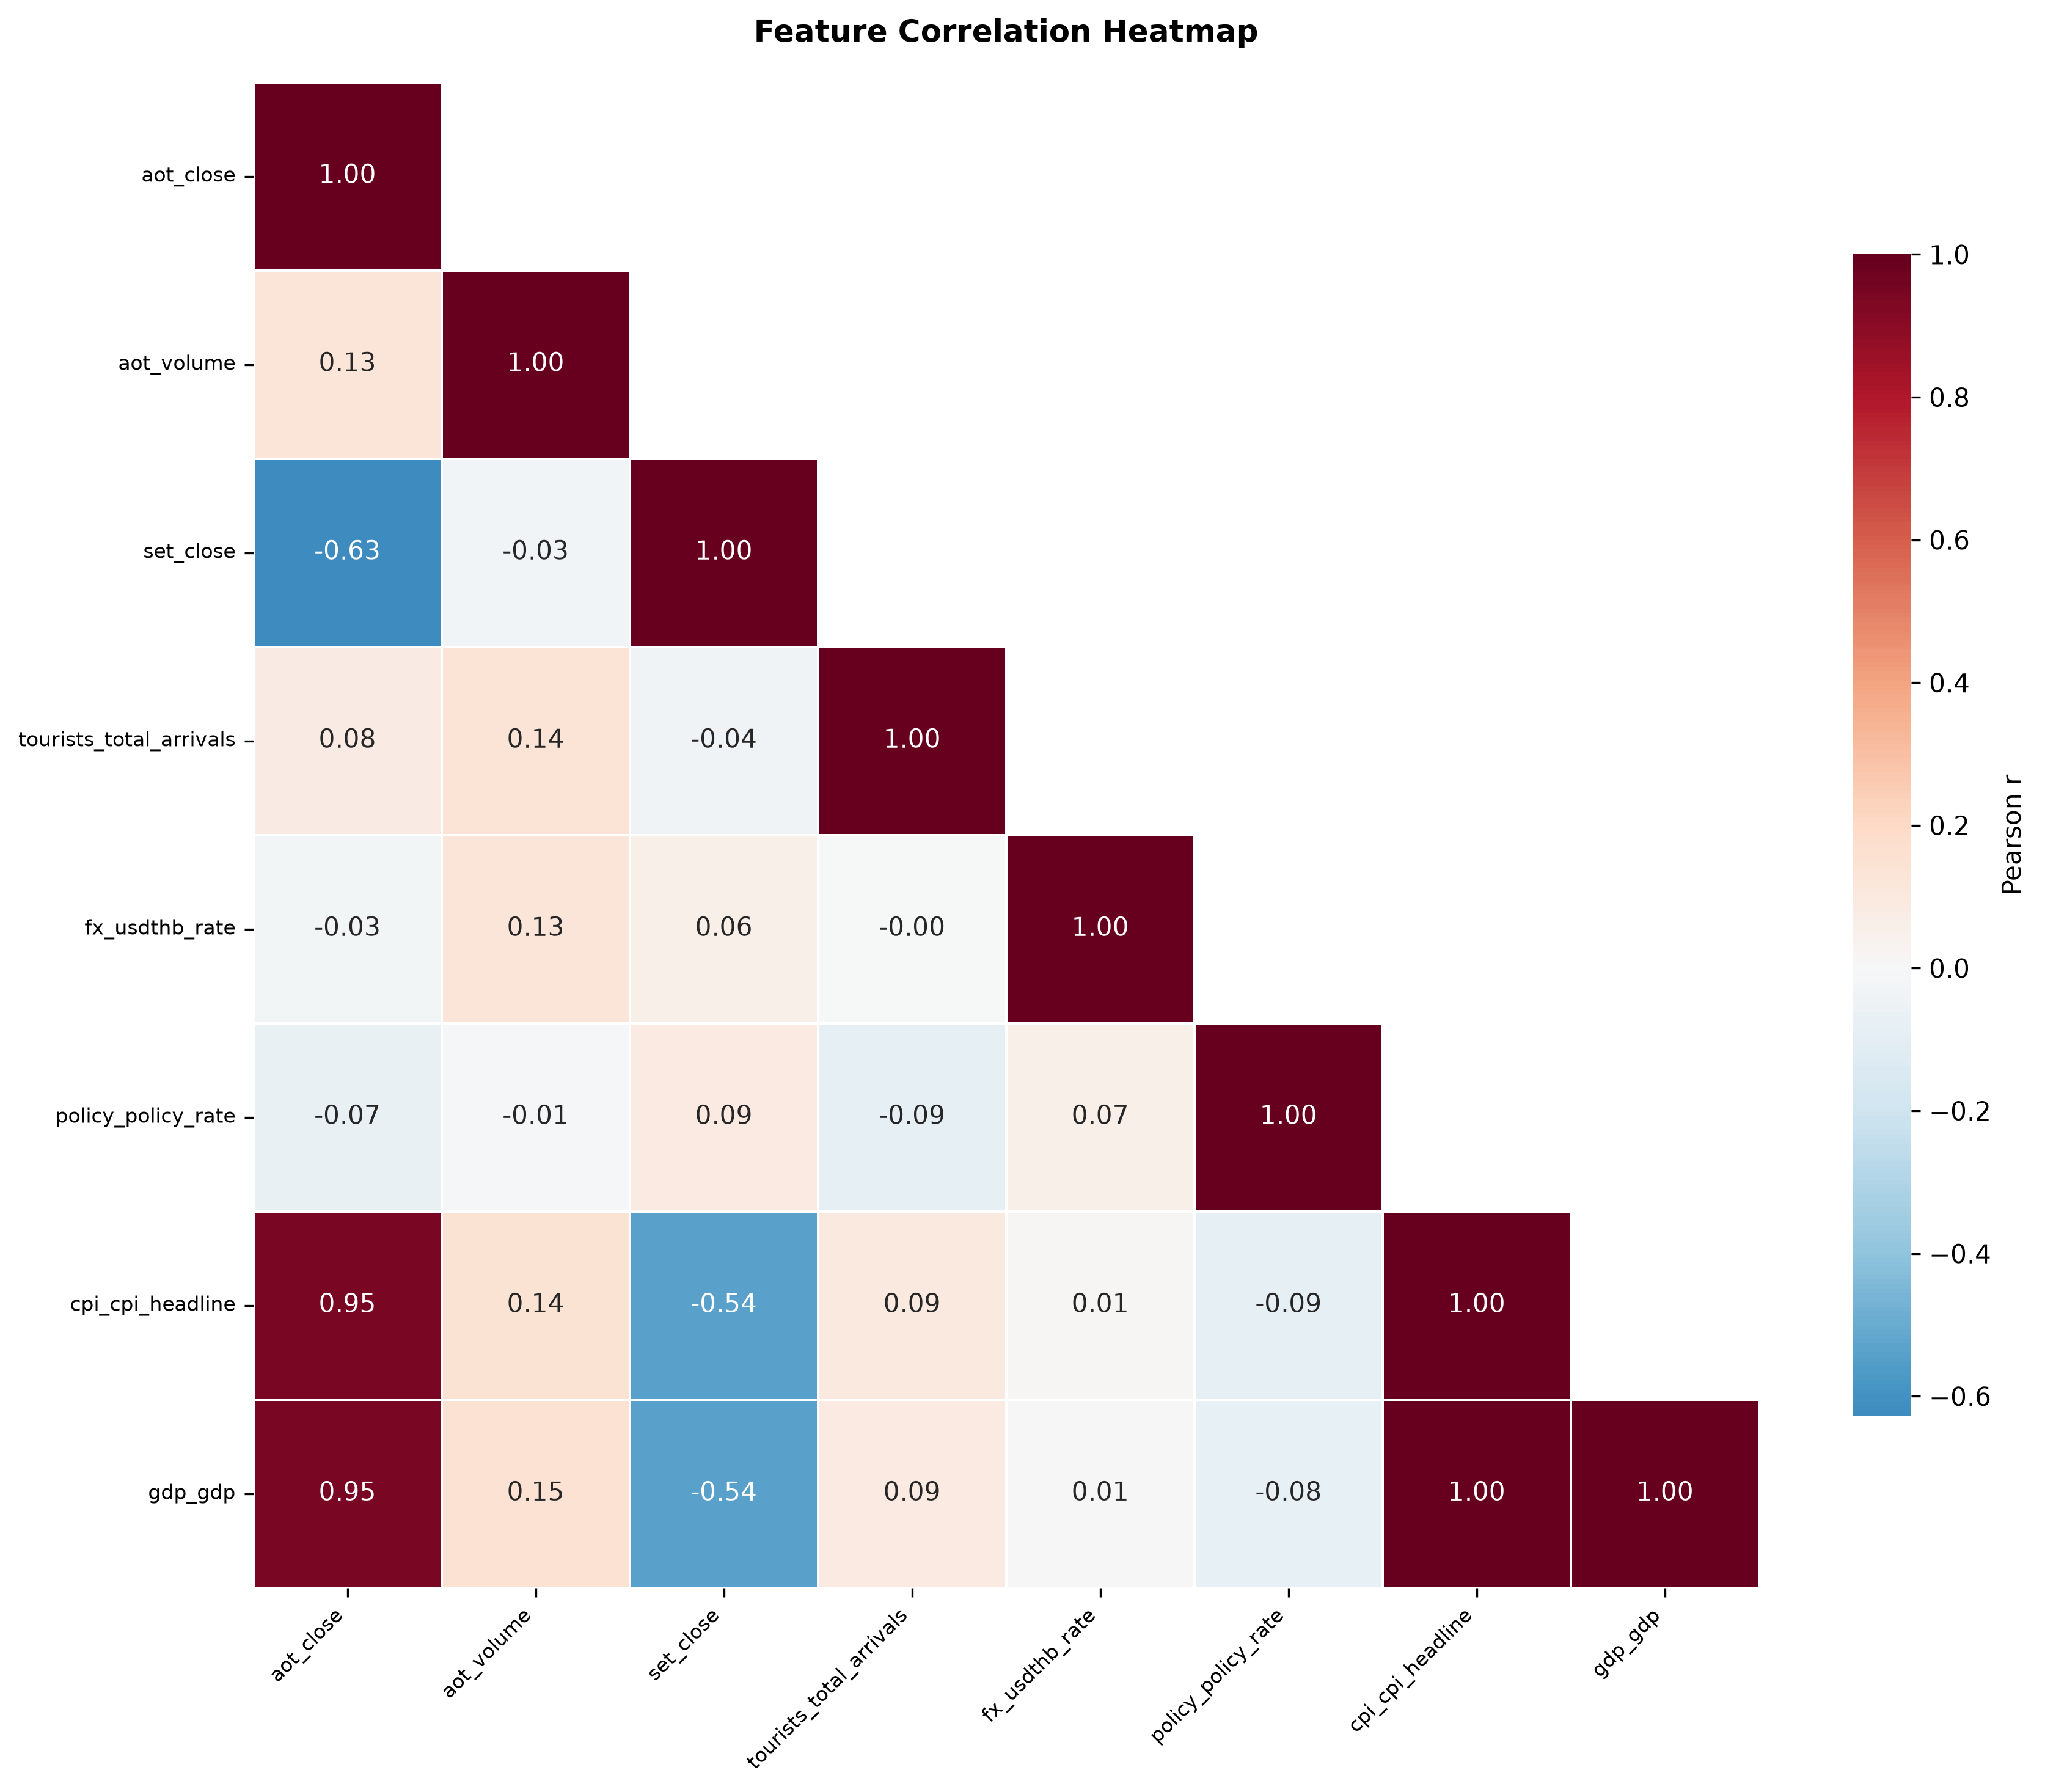 Feature Correlation Heatmap
aot_close
1.00
aot_volume
0.13 1.00
set_close
-0.63 -0.03 1.00
tourists_total_arrivals
0.08 0.14 -0.04 1.00
fx_usdthb_rate
-0.03 0.13 0.06 -0.00 1.00
policy_policy_rate
-0.07 -0.01 0.09 -0.09 0.07 1.00
cpi_cpi_headline
0.95 0.14 -0.54 0.09 0.01 -0.09 1.00
gdp_gdp
0.95 0.15 -0.54 0.09 0.01 -0.08 1.00 1.00
aot_close
aot_volume
set_close
tourists_total_arrivals
fx_usdthb_rate
policy_policy_rate
cpi_cpi_headline
gdp_gdp
1.0
0.8
0.6
0.4
0.2
0.0
−0.2
−0.4
−0.6
Pearson r